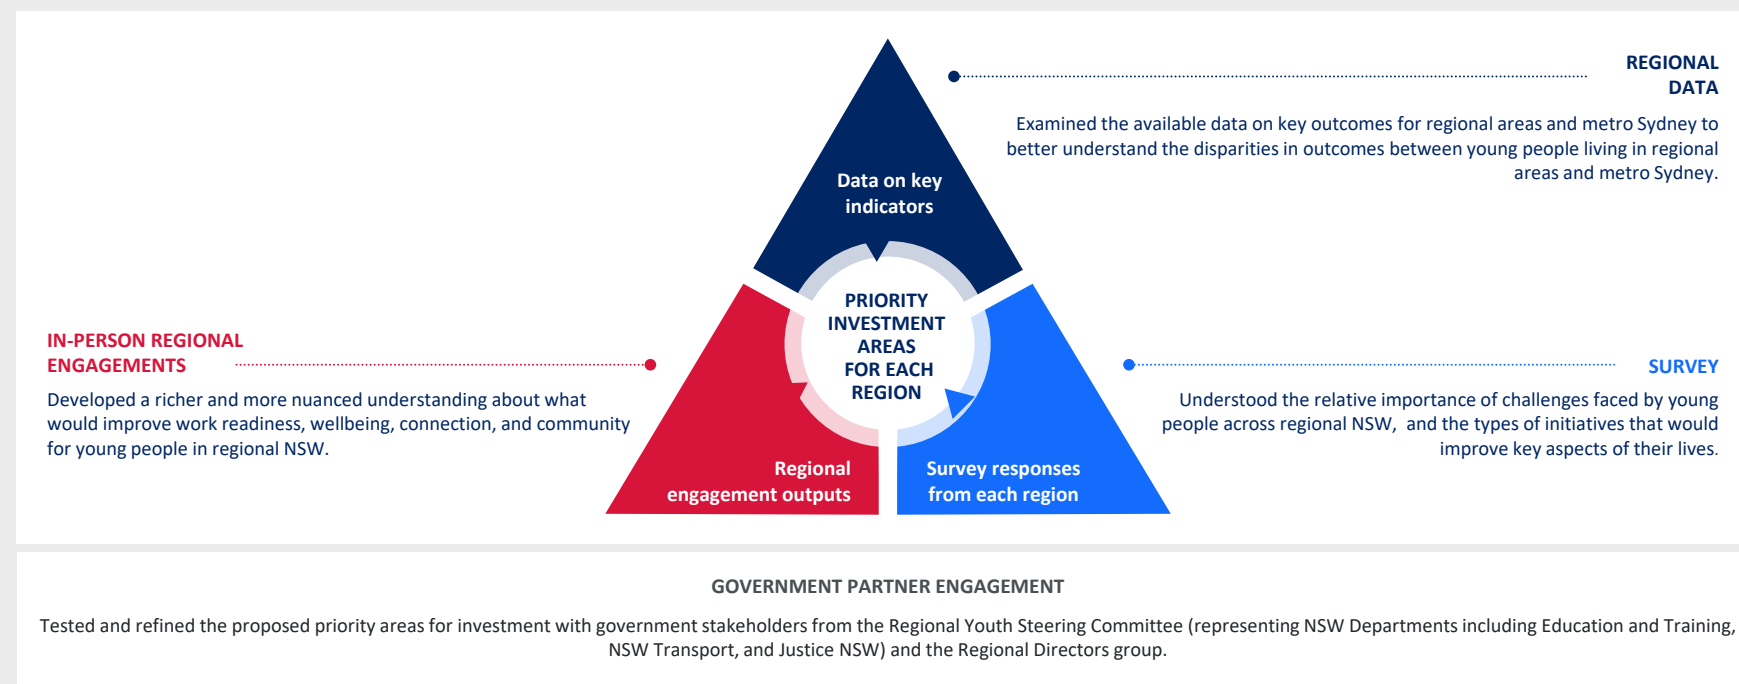 REGIONAL
DATA
Examined the available data on key outcomes for regional areas and metro Sydney to
better understand the disparities in outcomes between young people living in regional
areas and metro Sydney.
Data on key
indicators
PRIORITY
INVESTMENT
AREAS
FOR EACH
REGION
IN-PERSON REGIONAL
ENGAGEMENTS
Developed a richer and more nuanced understanding about what
would improve work readiness, wellbeing, connection, and community
for young people in regional NSW.
SURVEY
Understood the relative importance of challenges faced by young
people across regional NSW,  and the types of initiatives that would
improve key aspects of their lives.
Regional
engagement outputs
Survey responses
from each region
GOVERNMENT PARTNER ENGAGEMENT
Tested and refined the proposed priority areas for investment with government stakeholders from the Regional Youth Steering Committee (representing NSW Departments including Education and Training,
NSW Transport, and Justice NSW) and the Regional Directors group.